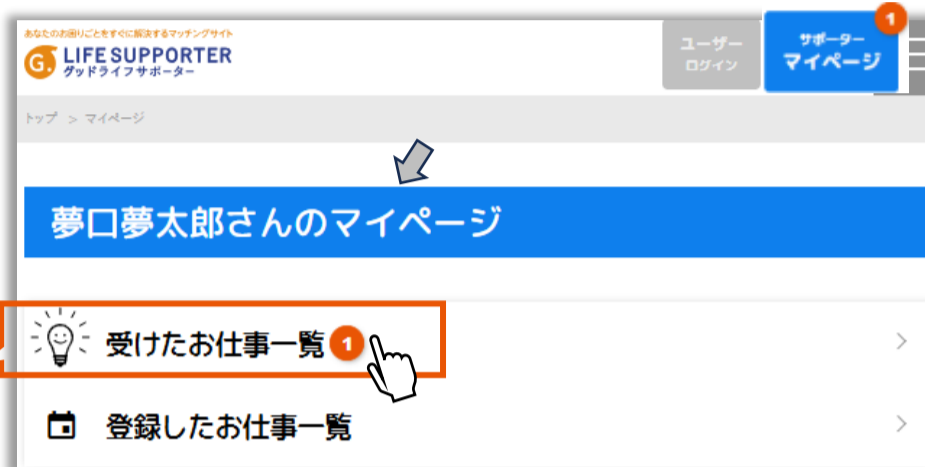 あなたのお困りごとをすぐに解決するマッチングサイト
G. LIFE SUPPORTER
グッドライフサポーター
ユーザー
ログイン
サポーター
マイページ
1
トップ > マイページ
夢口夢太郎さんのマイページ
受けたお仕事一覧 1
登録したお仕事一覧